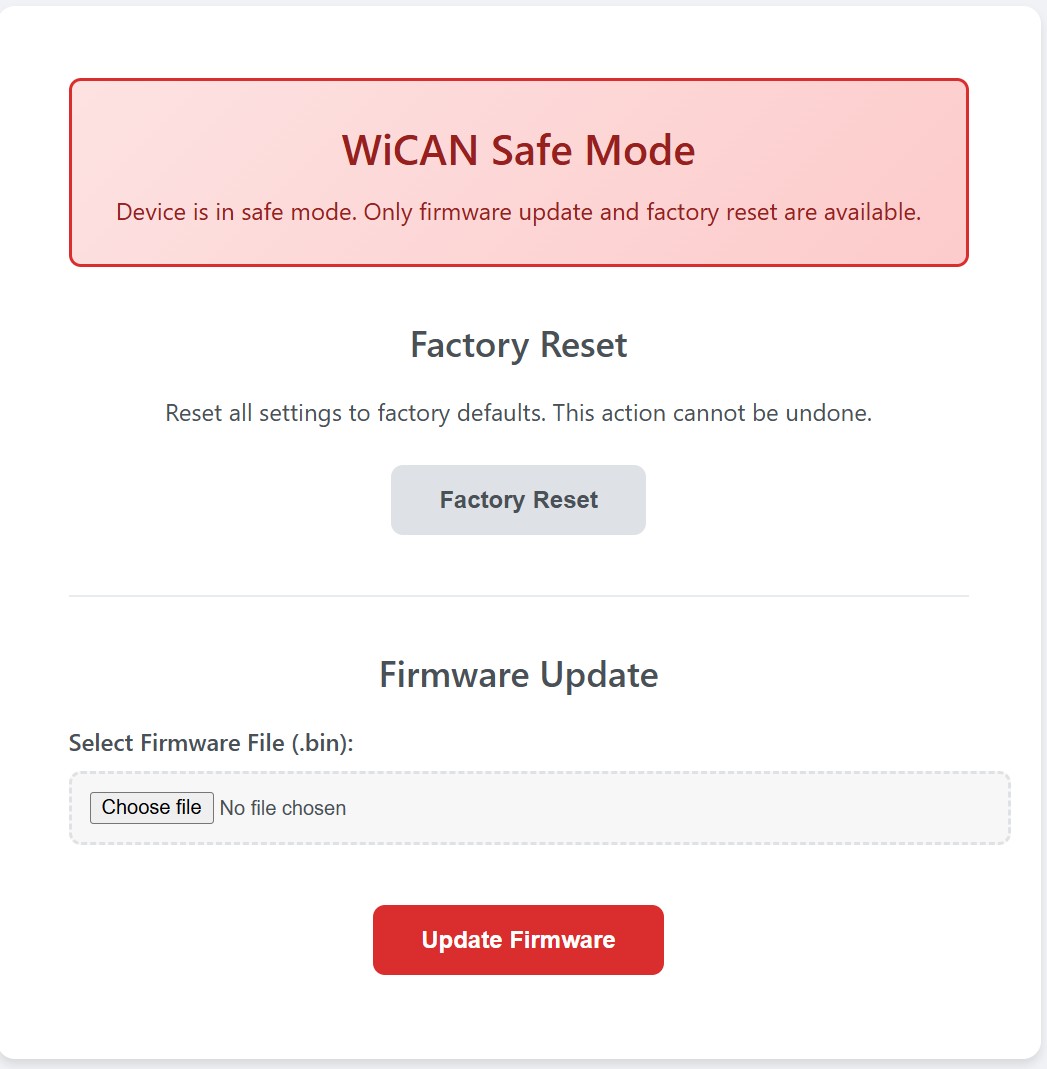 WiCAN Safe Mode
Device is in safe mode. Only firmware update and factory reset are available.
Factory Reset
Reset all settings to factory defaults. This action cannot be undone.
Factory Reset
Firmware Update
Select Firmware File (.bin):
Choose file No file chosen
Update Firmware